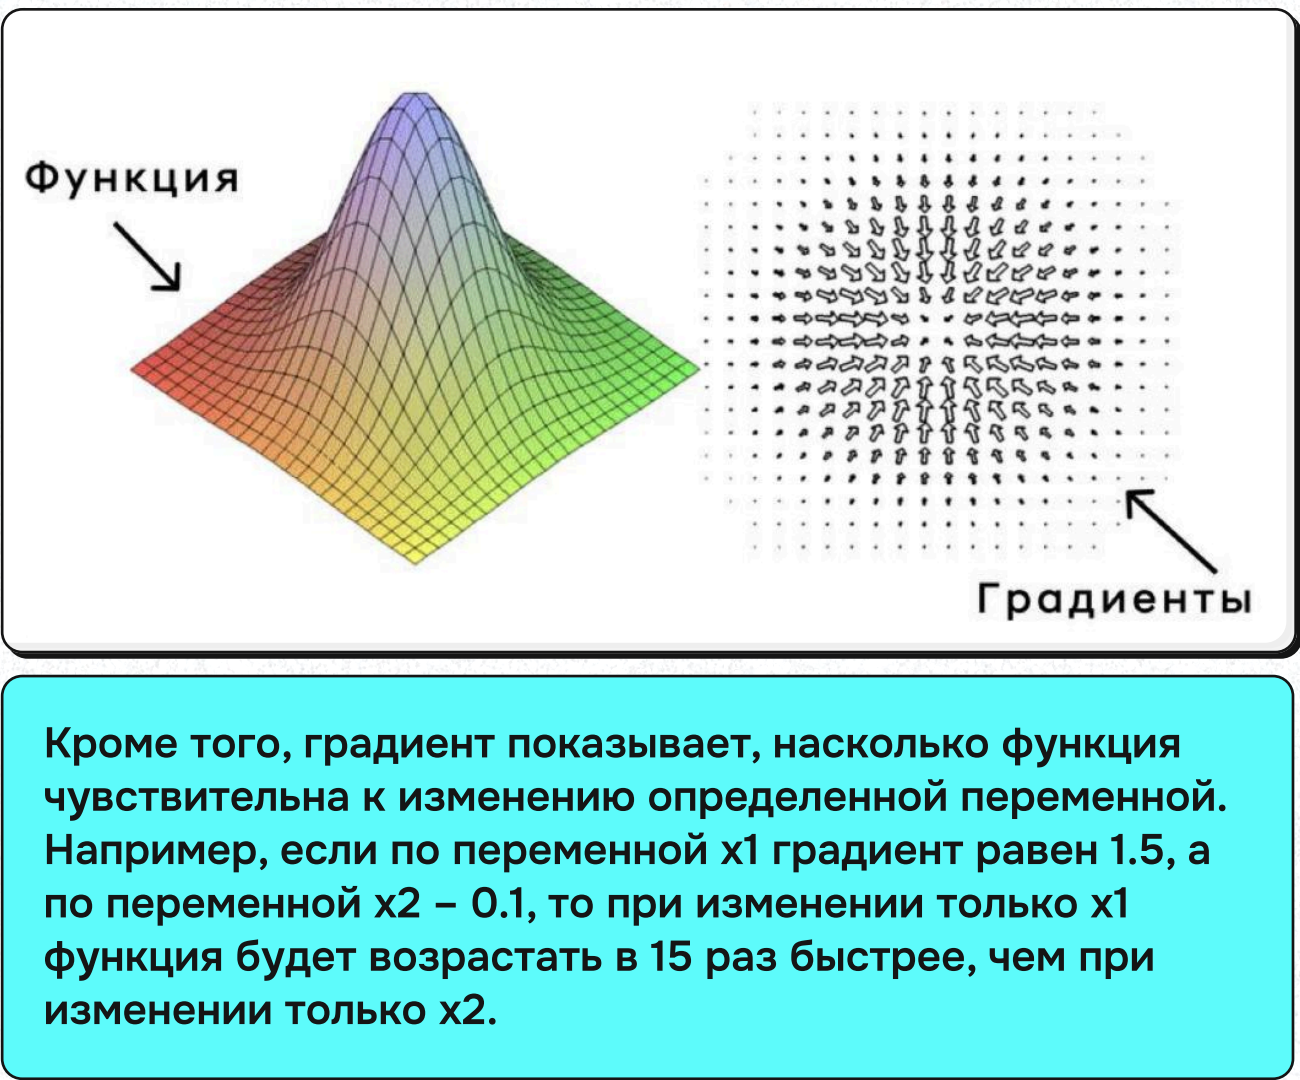 Функция
Градиенты
Кроме того, градиент показывает, насколько функция
чувствительна к изменению определенной переменной.
Например, если по переменной x1 градиент равен 1.5, а
по переменной x2 – 0.1, то при изменении только x1
функция будет возрастать в 15 раз быстрее, чем при
изменении только x2.